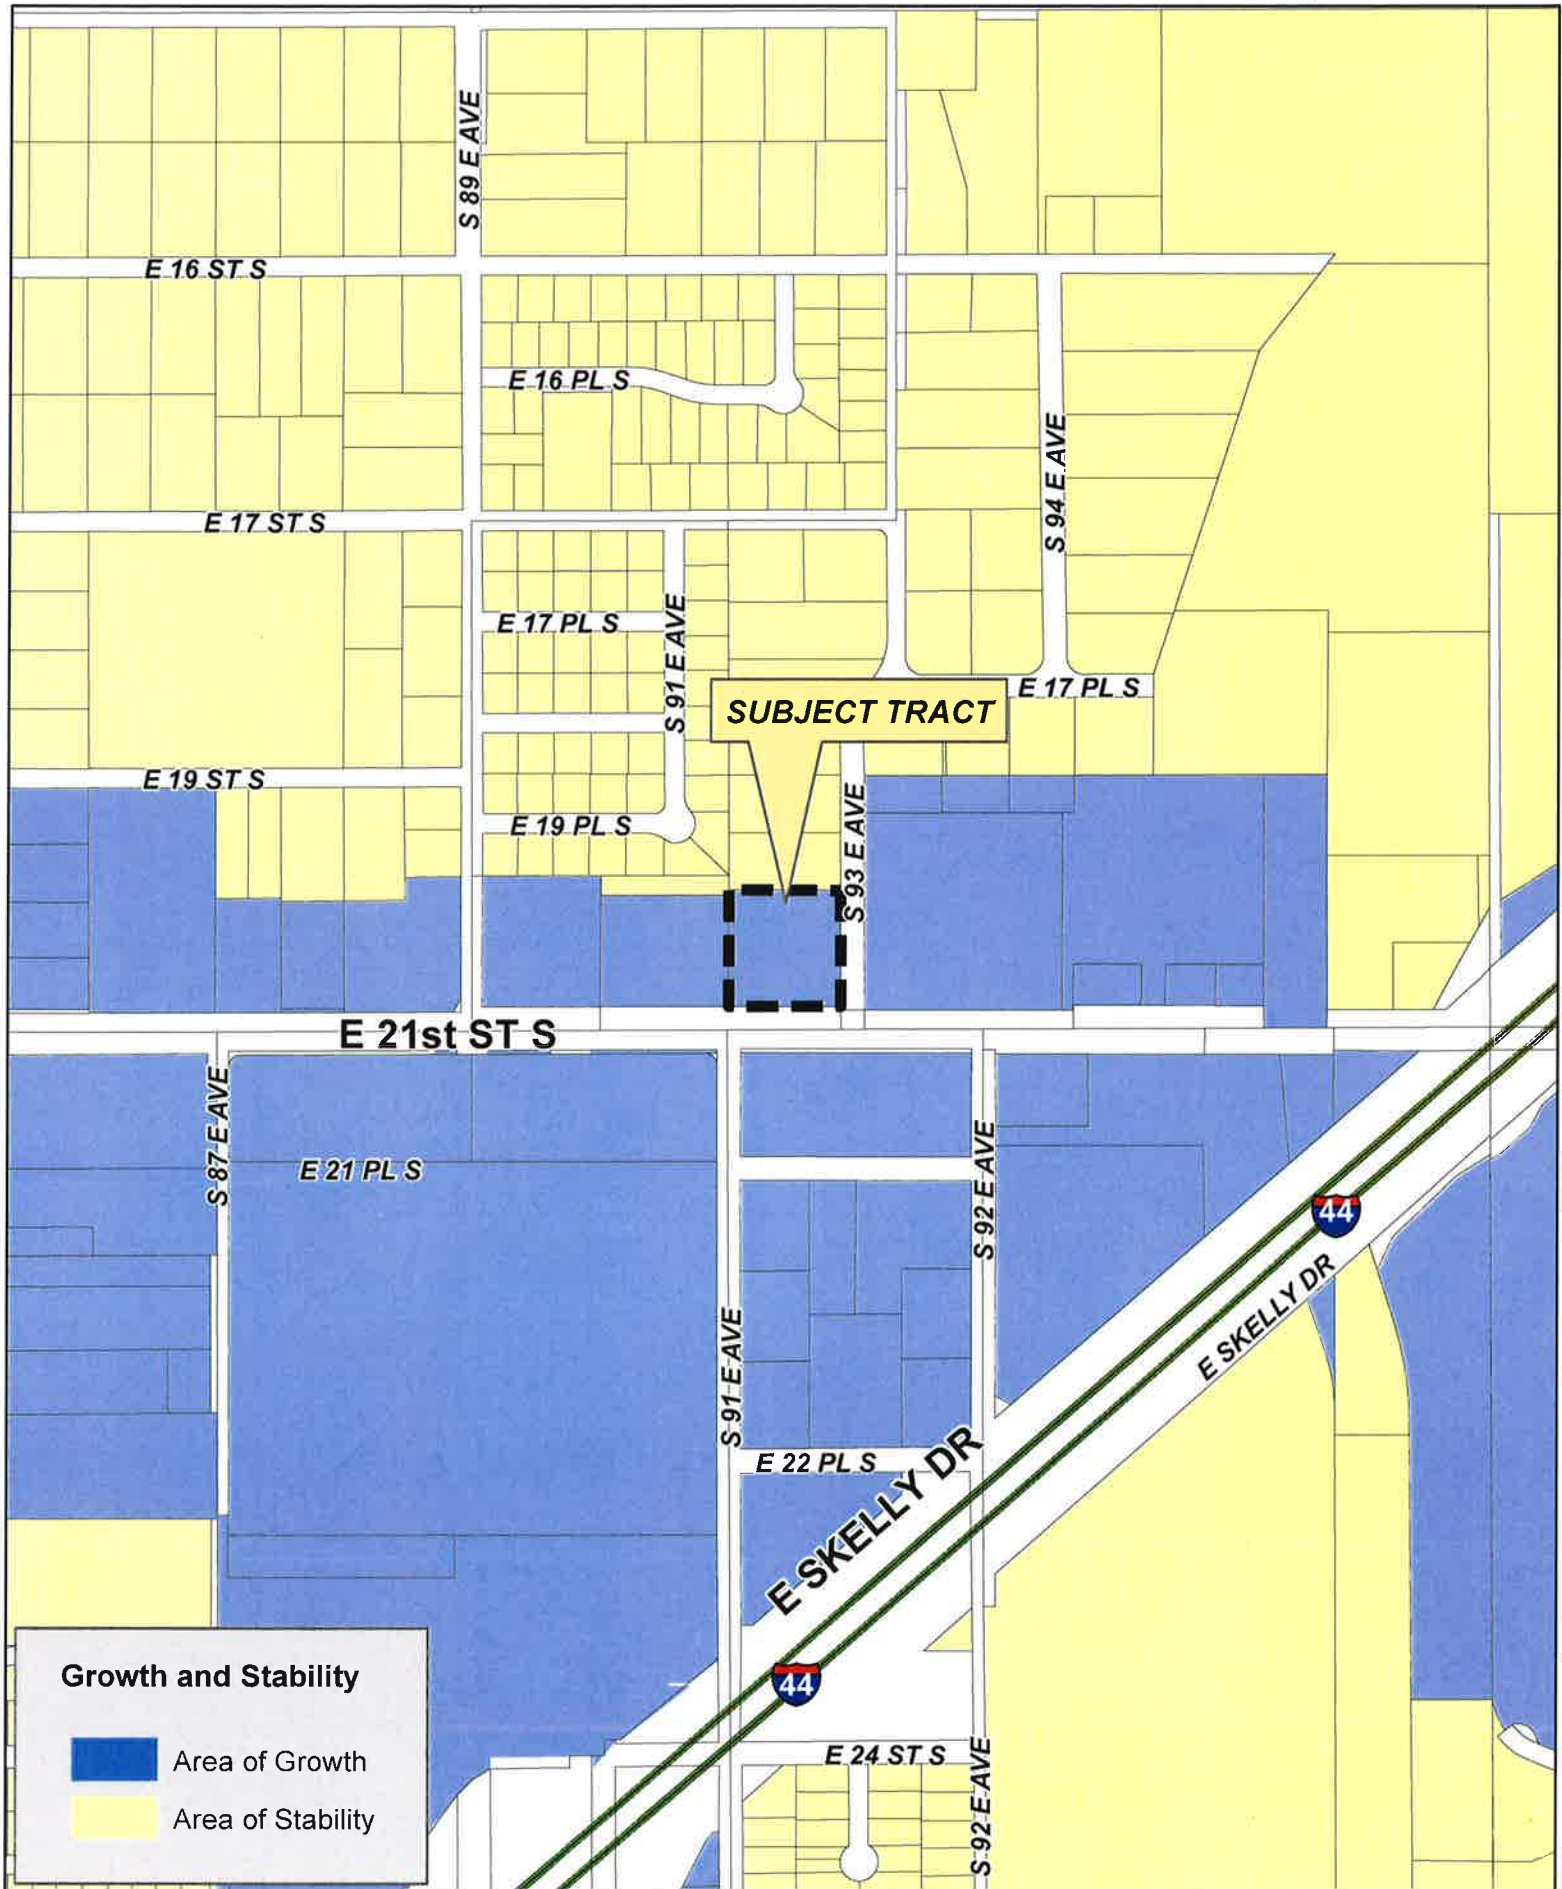 S 89 E AVE
E 16 ST S
E 16 PL S
S 94 E AVE
E 17 ST S
E 17 PL S
S 91 E AVE
E 17 PL S
SUBJECT TRACT
E 19 ST S
E 19 PL S
S 93 E AVE
E 21st ST S
S 87 E AVE
E 21 PL S
S 92 E AVE
44
E SKELLY DR
S 91 E AVE
E 22 PL S
E SKELLY DR
44
E 24 ST S
S 92 E AVE
Growth and Stability
Area of Growth
Area of Stability